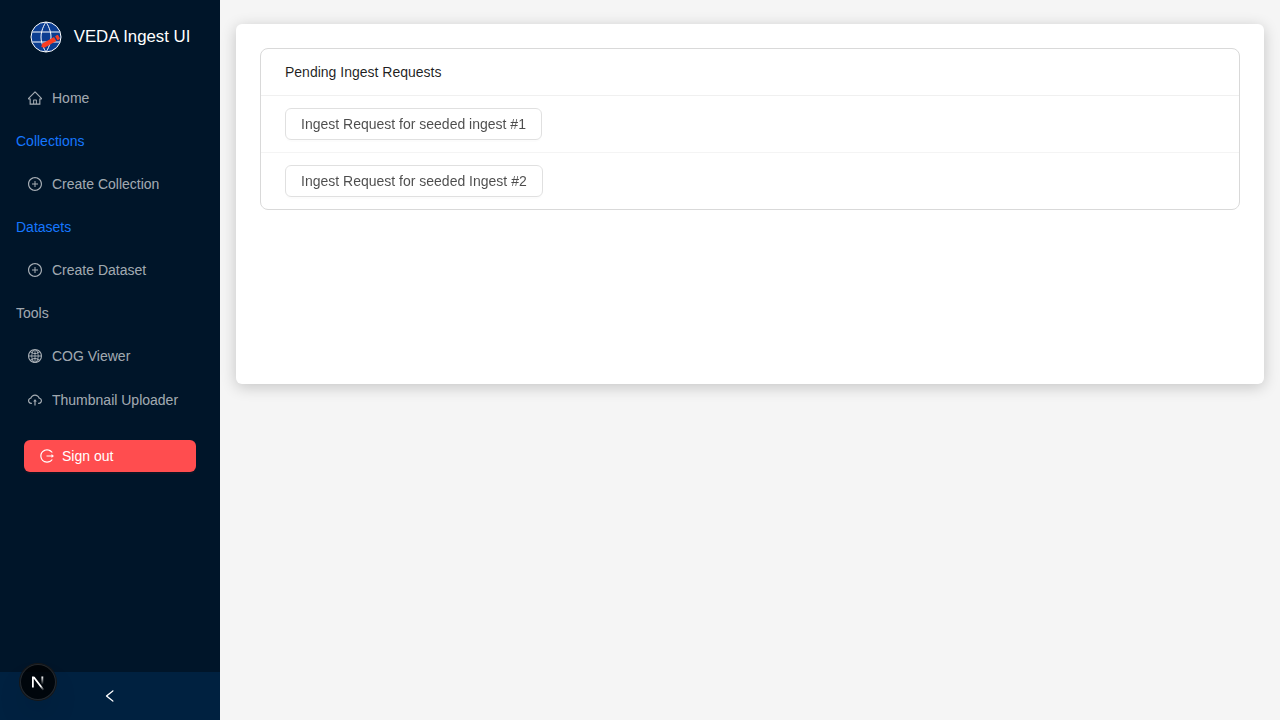 VEDA Ingest UI
Home
Collections
Create Collection
Datasets
Create Dataset
Tools
COG Viewer
Thumbnail Uploader
Sign out
N
Pending Ingest Requests
Ingest Request for seeded ingest #1
Ingest Request for seeded Ingest #2